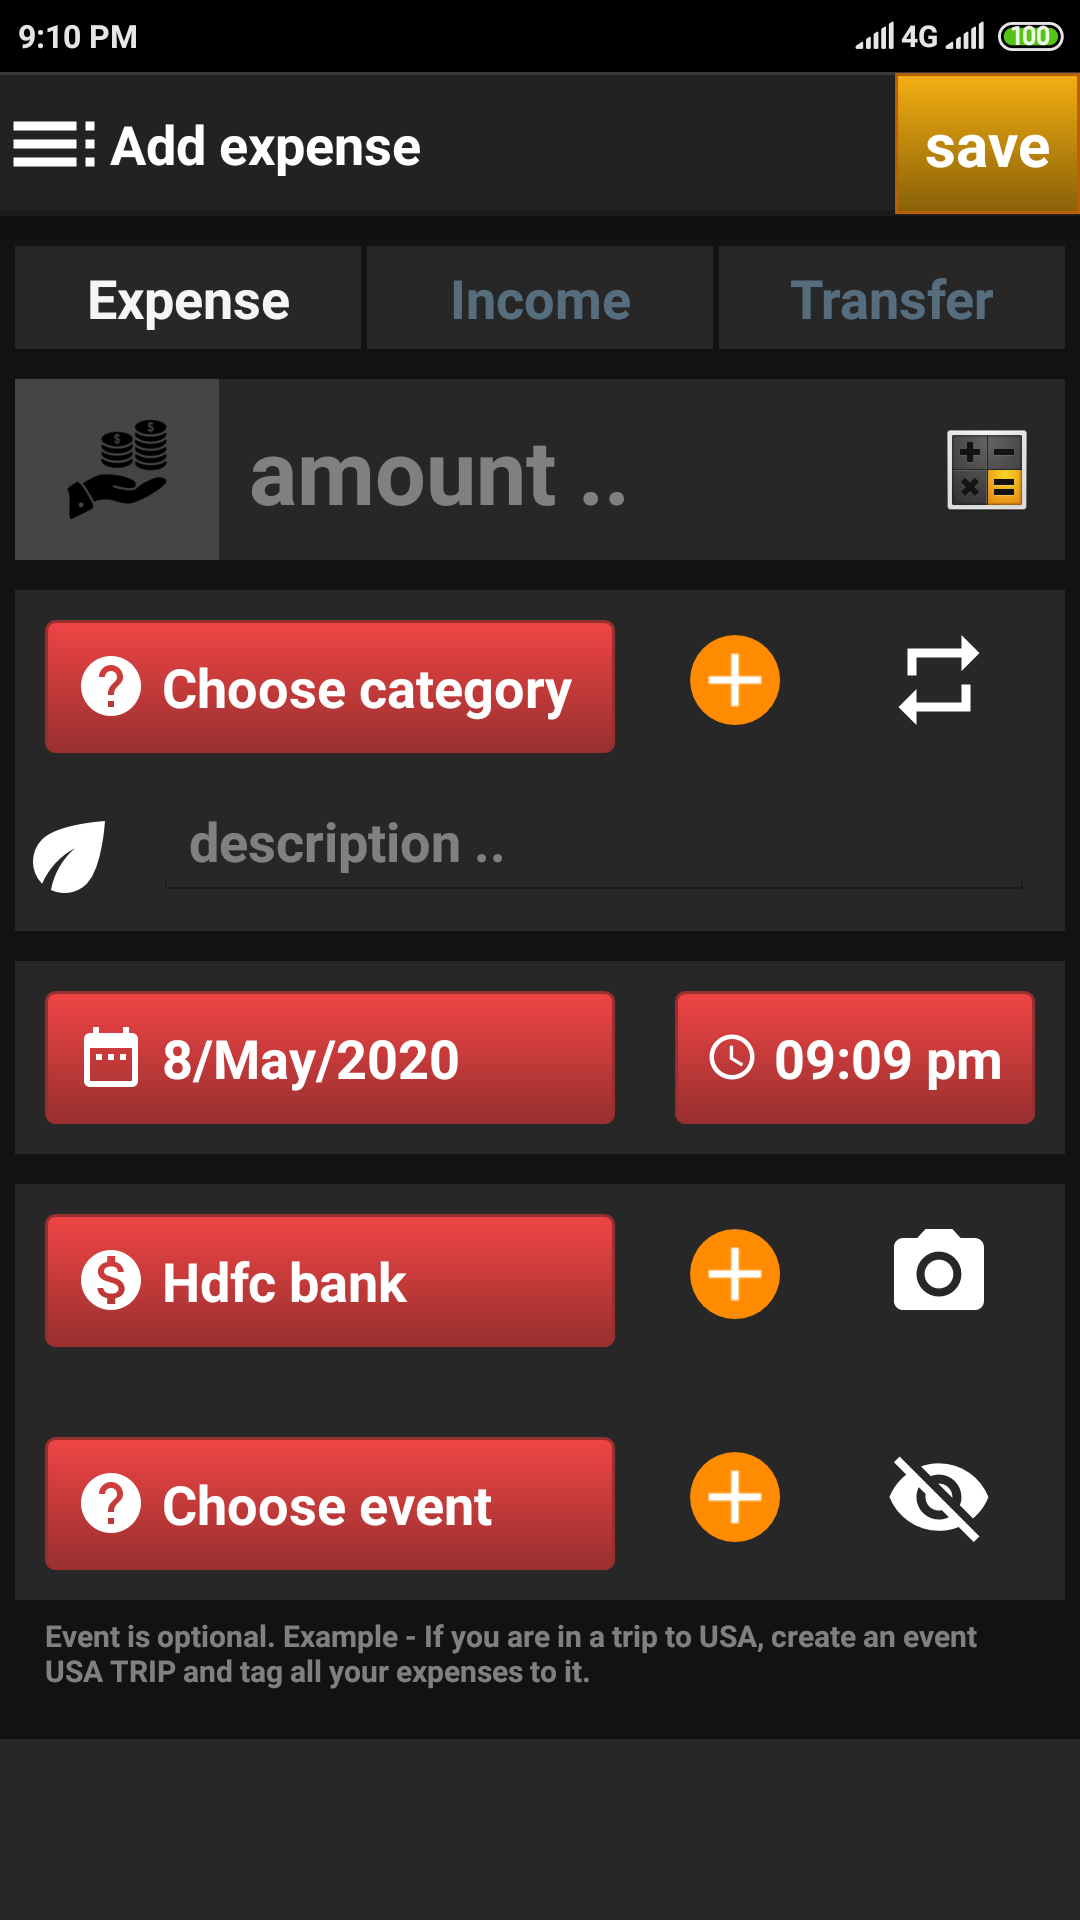 9:10 PM 4G 100
Add expense save
Expense Income Transfer
amount ..
Choose category
description ..
8/May/2020 09:09 pm
Hdfc bank
Choose event
Event is optional. Example - If you are in a trip to USA, create an event
USA TRIP and tag all your expenses to it.